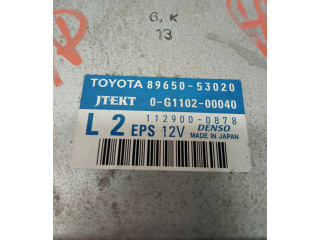 G, K
13
TOYOTA 89650-53020
JTEKT 0-G1102-00040
112900-0878
L 2 EPS 12V DENSO
MADE IN JAPAN